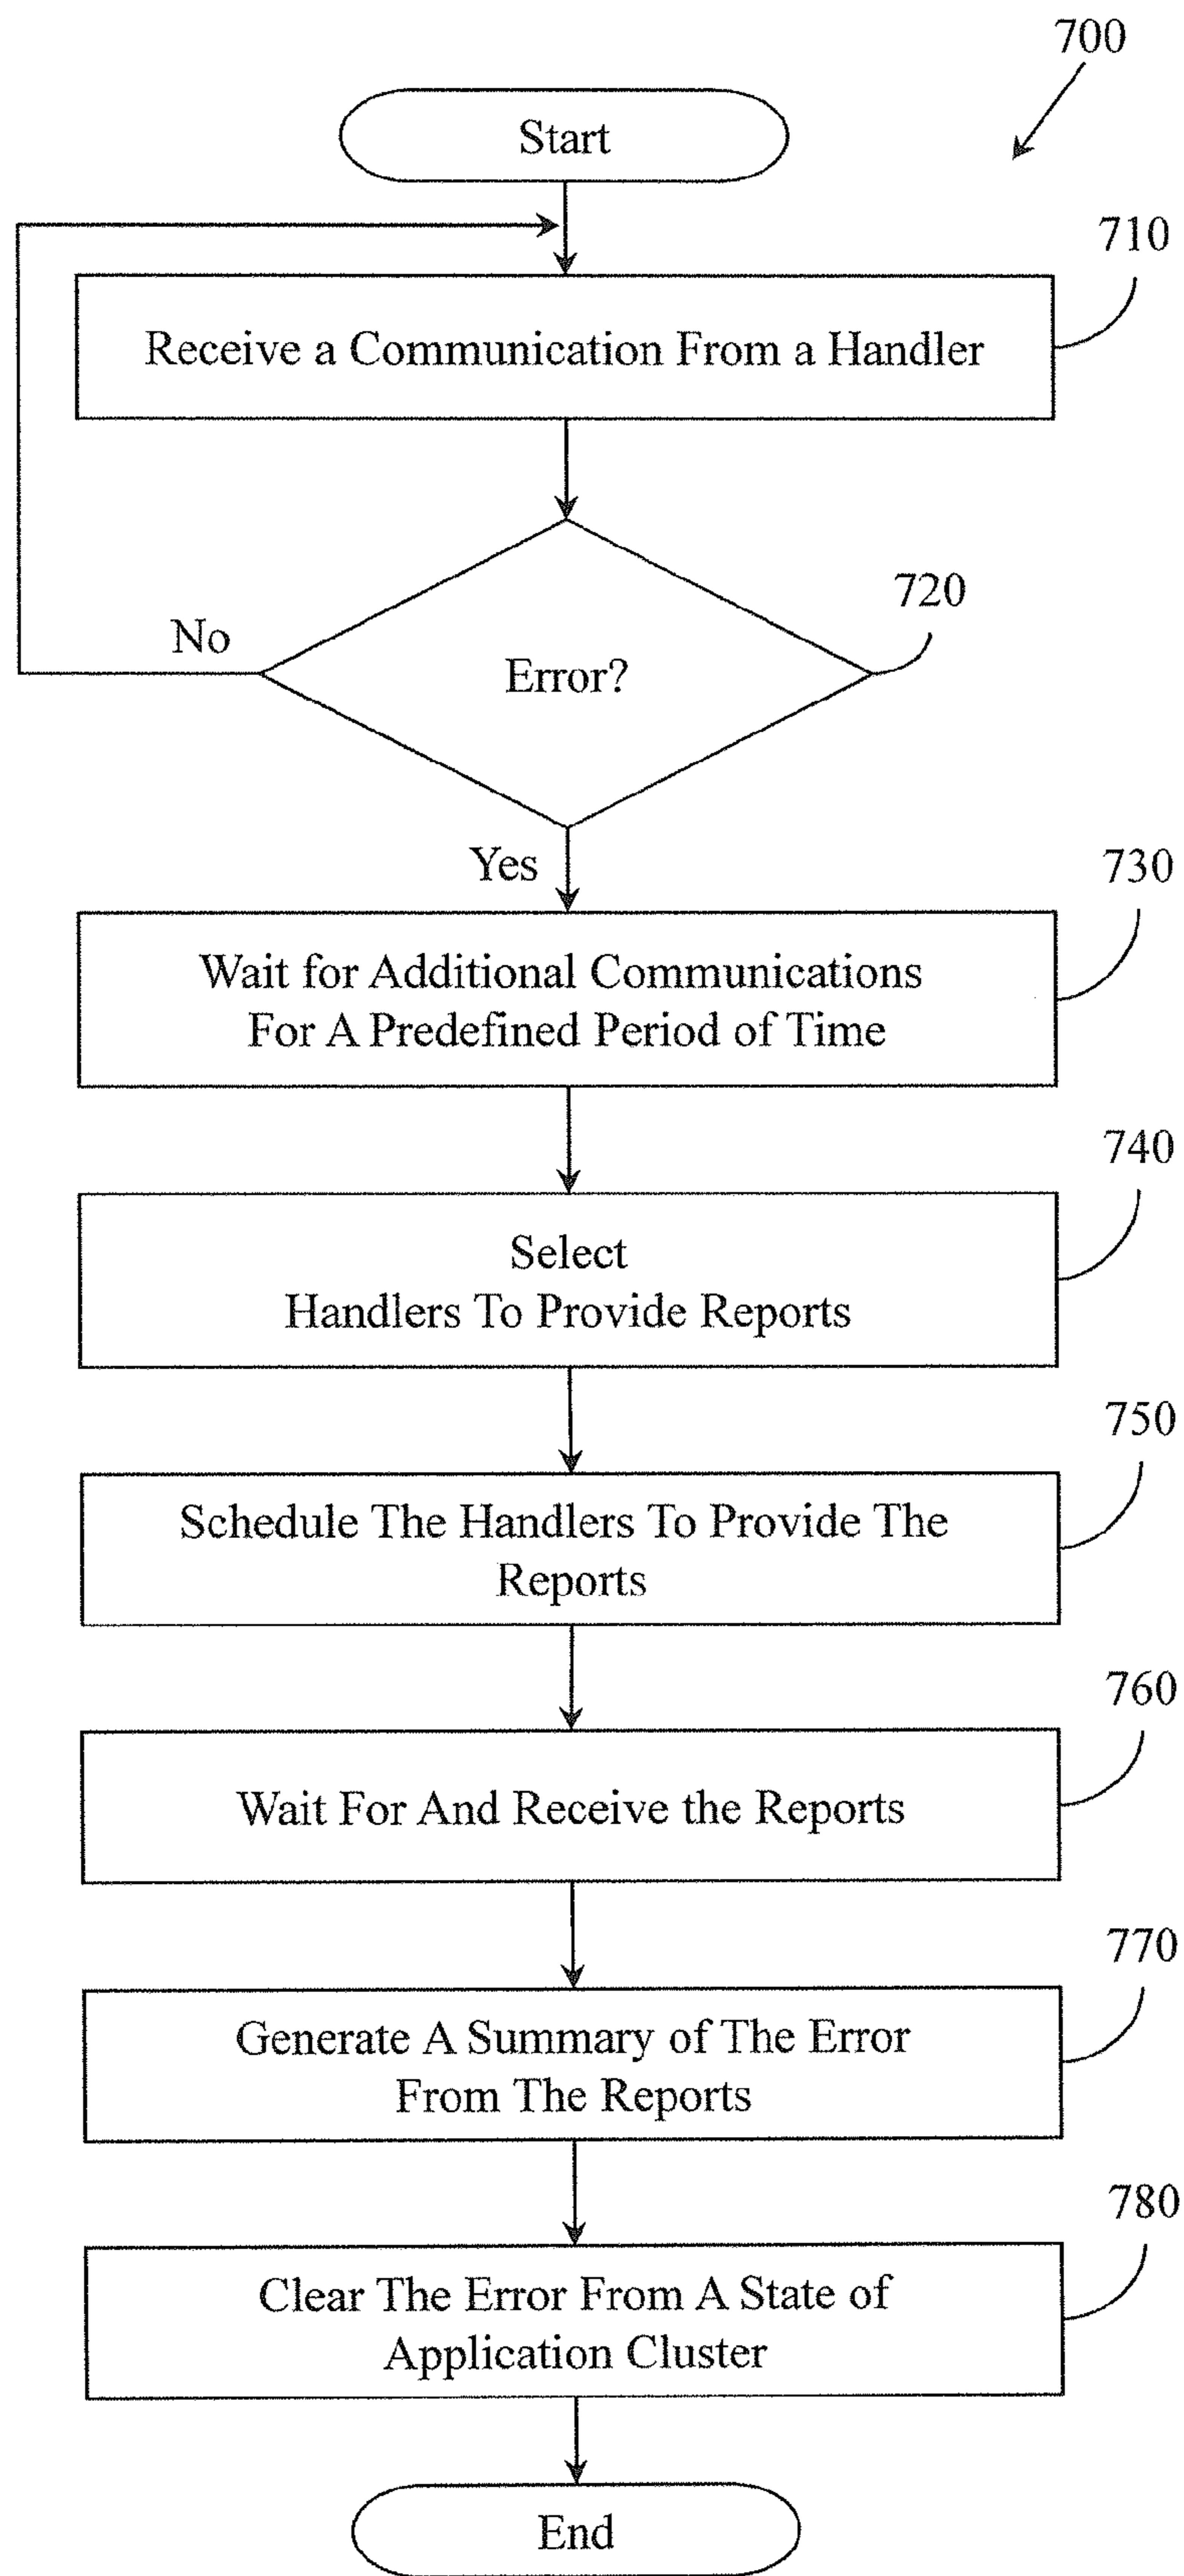 700
Start
710
Receive a Communication From a Handler
720
No
Error?
Yes
730
Wait for Additional Communications
For A Predefined Period of Time
740
Select
Handlers To Provide Reports
750
Schedule The Handlers To Provide The
Reports
760
Wait For And Receive the Reports
770
Generate A Summary of The Error
From The Reports
780
Clear The Error From A State of
Application Cluster
End